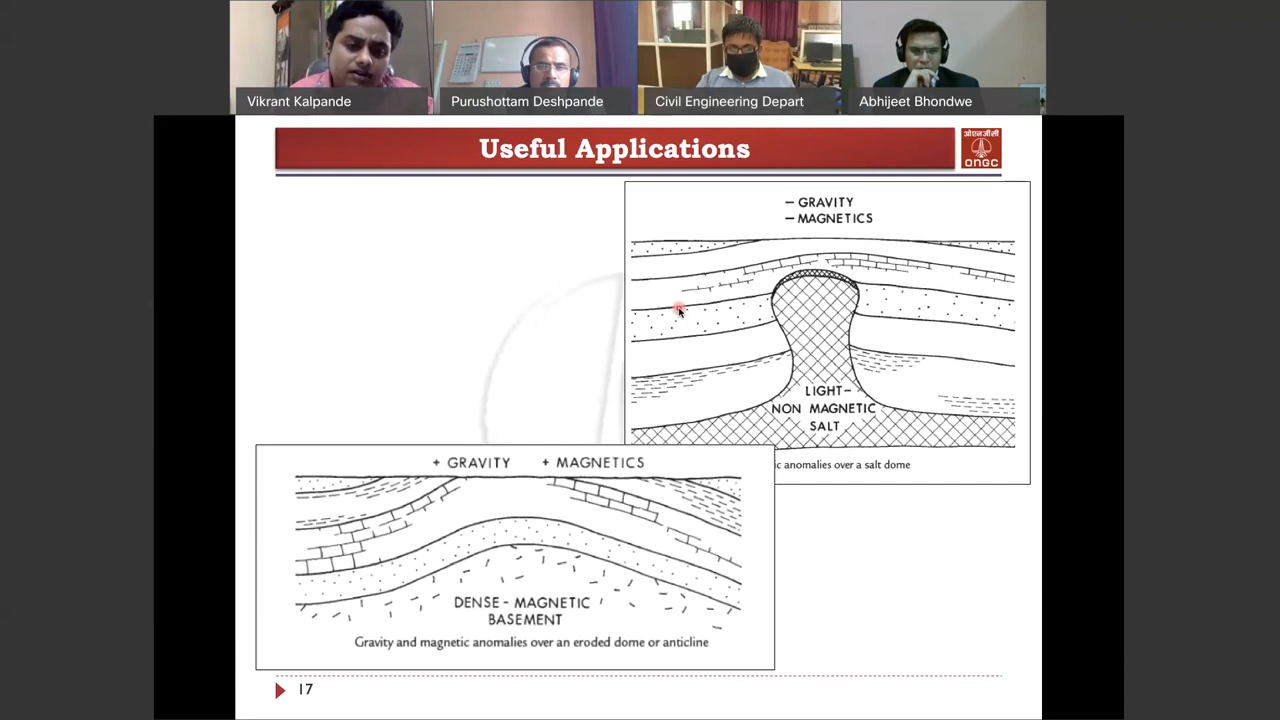 Vikrant Kalpande
Purushottam Deshpande
Civil Engineering Depart
Abhijeet Bhondwe
Useful Applications
ओएनजीसी
ONGC
– GRAVITY
– MAGNETICS
LIGHT–
NON MAGNETIC
SALT
ic anomalies over a salt dome
+ GRAVITY + MAGNETICS
DENSE - MAGNETIC
BASEMENT
Gravity and magnetic anomalies over an eroded dome or anticline
17